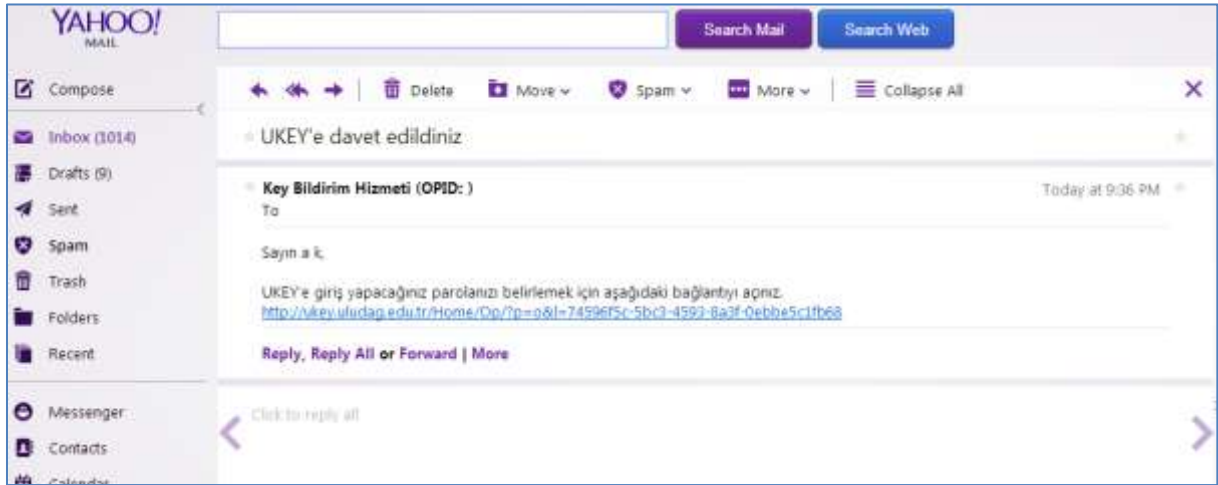 YAHOO!
MAIL
Search Mail
Search Web
Compose
Delete
Move
Spam
More
Collapse All
Inbox (1014)
UKEY'e davet edildiniz
Drafts (9)
Key Bildirim Hizmeti (OPID: )
Today at 9:36 PM
Sent
To
Spam
Sayın a k,
Trash
UKEY'e giriş yapacağınız parolanızı belirlemek için aşağıdaki bağlantıyı açınız.
Folders
http://ukey.uludag.edu.tr/Home/Op/?p=o&l=74596f5c-5bc3-4593-8a3f-0ebbe5c1fb68
Recent
Reply, Reply All or Forward | More
Messenger
Click to reply all
Contacts
Calendar